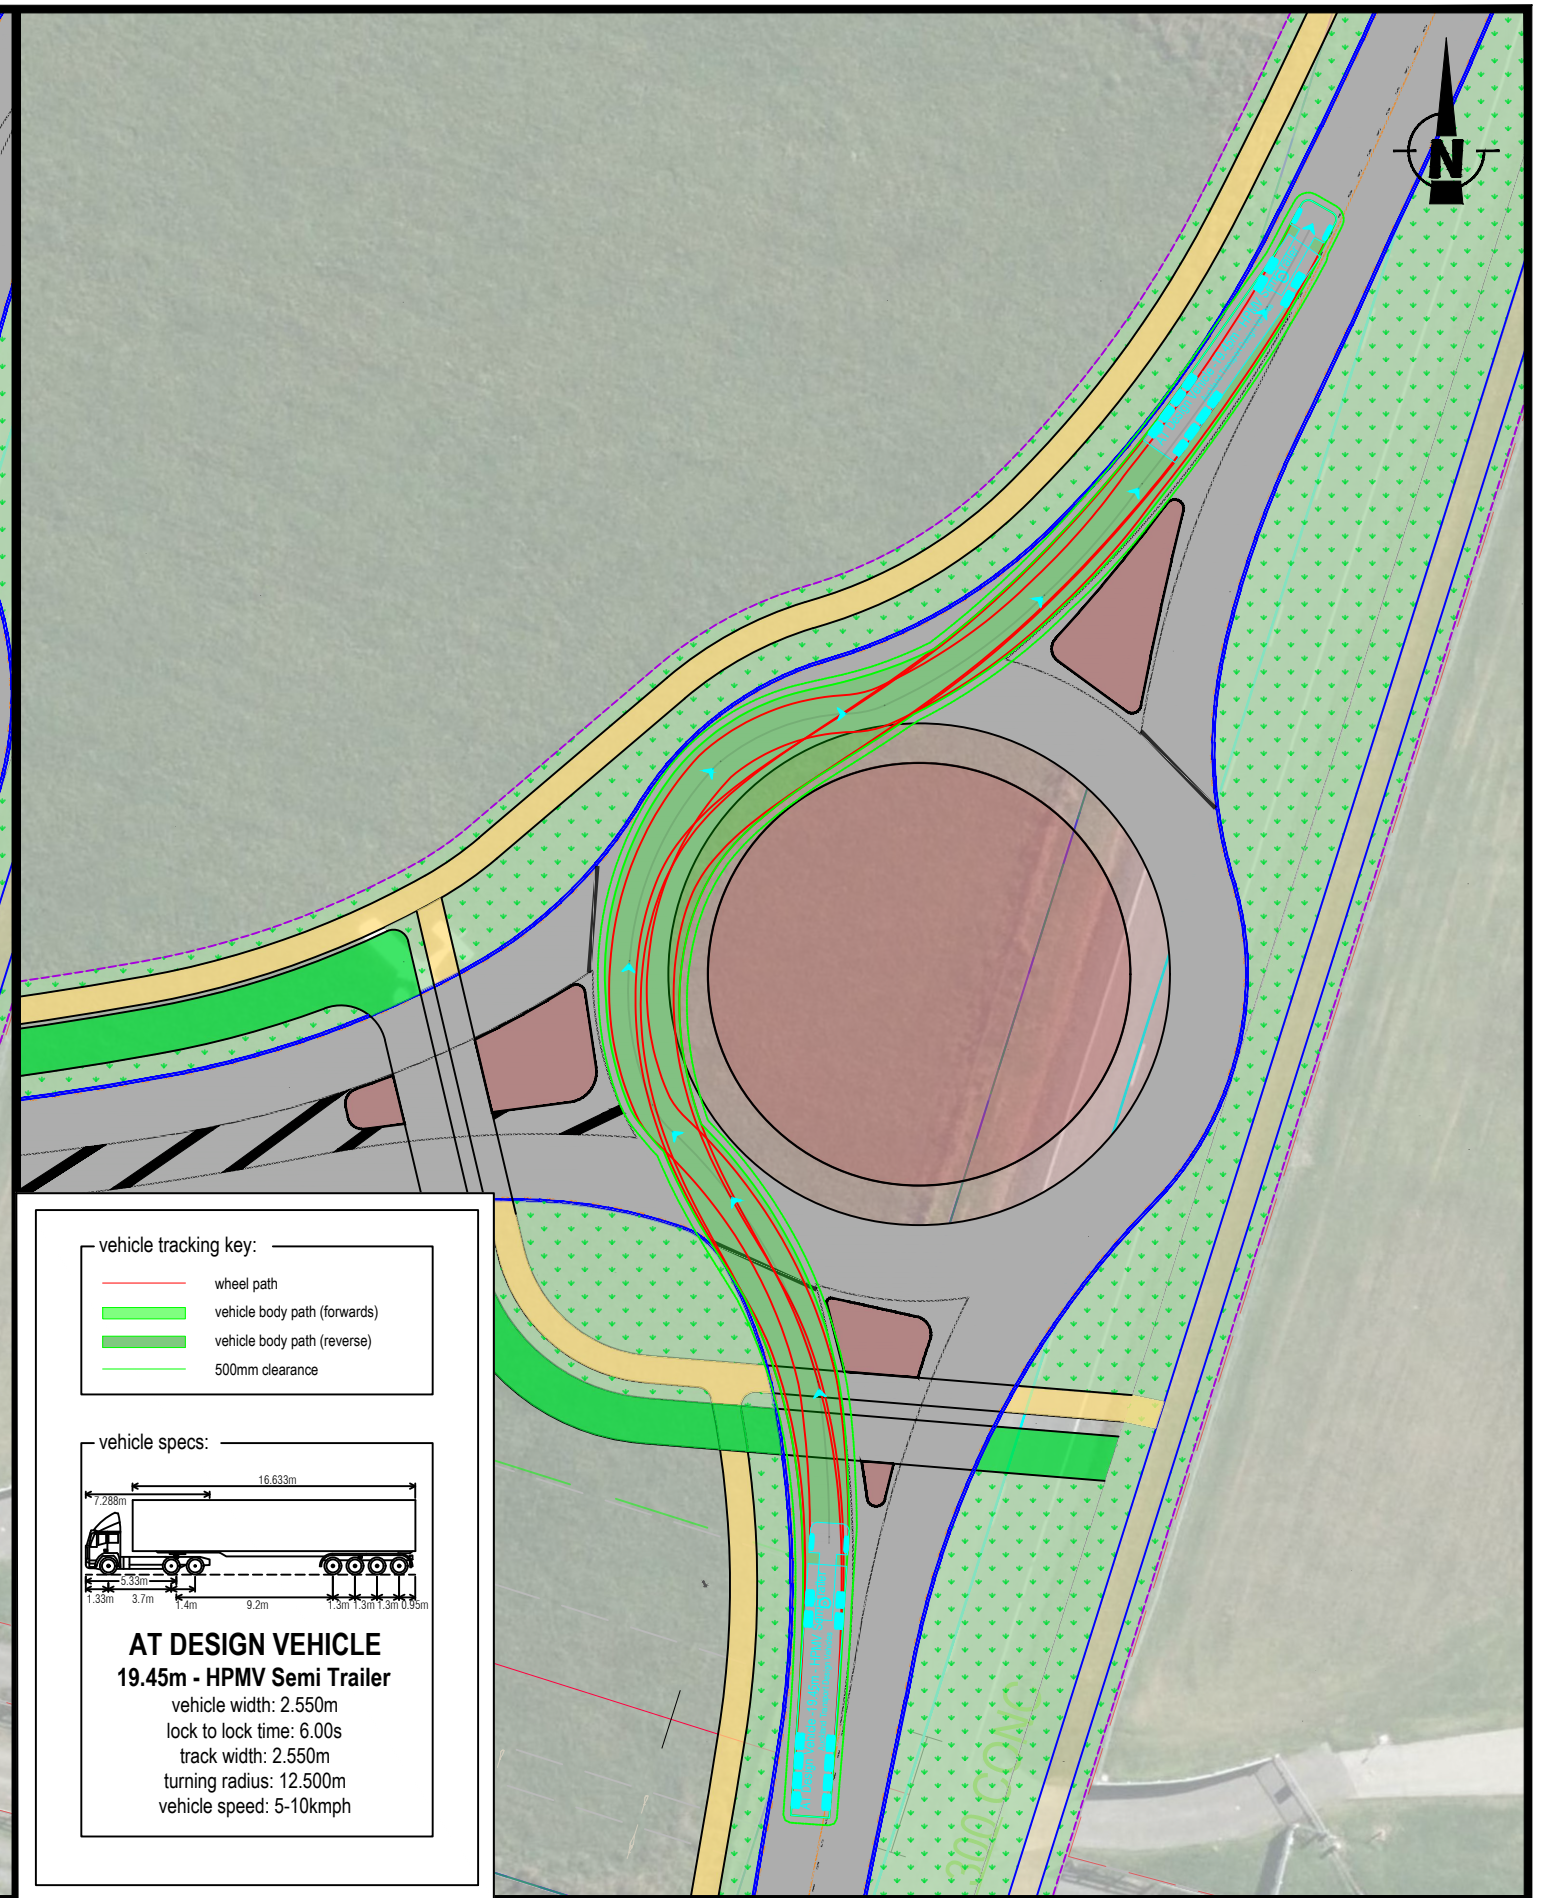 N
vehicle tracking key:
wheel path
vehicle body path (forwards)
vehicle body path (reverse)
500mm clearance
vehicle specs:
16.633m
7.288m
5.33m
1.33m 3.7m 1.4m 9.2m 1.3m 1.3m 1.3m 0.95m
AT DESIGN VEHICLE
19.45m - HPMV Semi Trailer
vehicle width: 2.550m
lock to lock time: 6.00s
track width: 2.550m
turning radius: 12.500m
vehicle speed: 5-10kmph
300 CONC